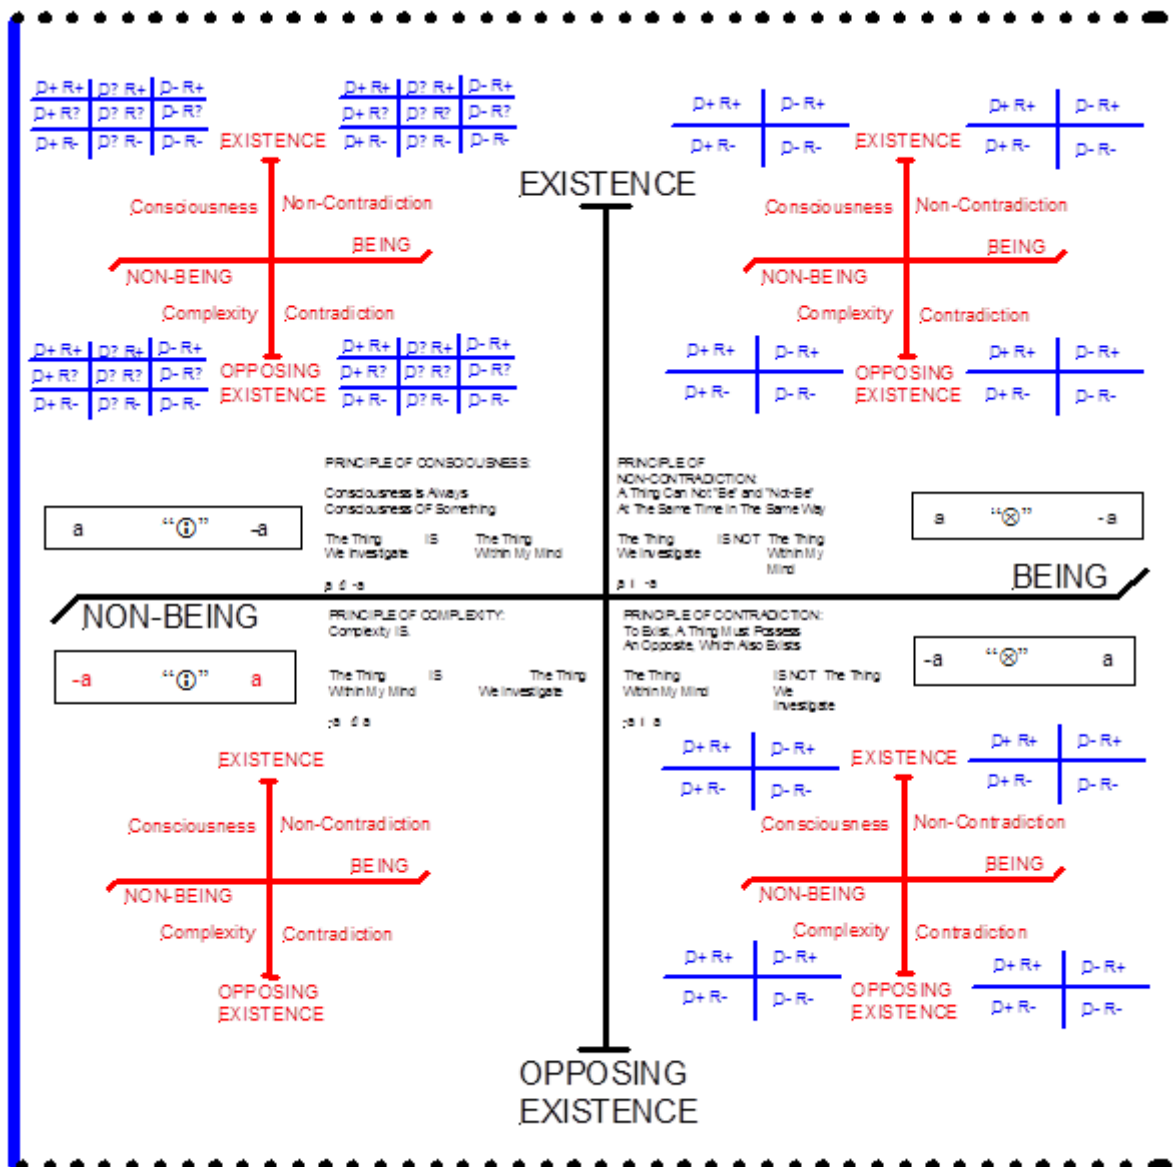 D+ R+ D? R+ D- R+
D+ R? D? R? D- R?
D+ R- D? R- D- R-
D+ R+ D? R+ D- R+
D+ R? D? R? D- R?
D+ R- D? R- D- R-
EXISTENCE
Consciousness Non-Contradiction
BEING
NON-BEING
Complexity Contradiction
OPPOSING
EXISTENCE
D+ R+ D? R+ D- R+
D+ R? D? R? D- R?
D+ R- D? R- D- R-
D+ R+ D? R+ D- R+
D+ R? D? R? D- R?
D+ R- D? R- D- R-
D+ R+ D- R+
D+ R- D- R-
D+ R+ D- R+
D+ R- D- R-
EXISTENCE
Consciousness Non-Contradiction
BEING
NON-BEING
Complexity Contradiction
OPPOSING
EXISTENCE
D+ R+ D- R+
D+ R- D- R-
D+ R+ D- R+
D+ R- D- R-
EXISTENCE
PRINCIPLE OF CONSCIOUSNESS:
Consciousness Is Always
Consciousness OF Something
The Thing IS The Thing
We Investigate Within My Mind
a -a
a “ⓘ” -a
PRINCIPLE OF
NON-CONTRADICTION:
A Thing Can Not "Be" and "Not-Be"
At The Same Time In The Same Way
The Thing IS NOT The Thing
We Investigate Within My
Mind
a -a
a “⊗” -a
BEING
NON-BEING
PRINCIPLE OF COMPLEXITY:
Complexity IS.
The Thing IS The Thing
Within My Mind We Investigate
-a a
-a “ⓘ” a
PRINCIPLE OF CONTRADICTION:
To Exist, A Thing Must Possess
An Opposite, Which Also Exists
The Thing IS NOT The Thing
Within My Mind We
Investigate
-a a
-a “⊗” a
EXISTENCE
Consciousness Non-Contradiction
BEING
NON-BEING
Complexity Contradiction
OPPOSING
EXISTENCE
D+ R+ D- R+
D+ R- D- R-
D+ R+ D- R+
D+ R- D- R-
EXISTENCE
Consciousness Non-Contradiction
BEING
NON-BEING
Complexity Contradiction
OPPOSING
EXISTENCE
D+ R+ D- R+
D+ R- D- R-
D+ R+ D- R+
D+ R- D- R-
OPPOSING
EXISTENCE